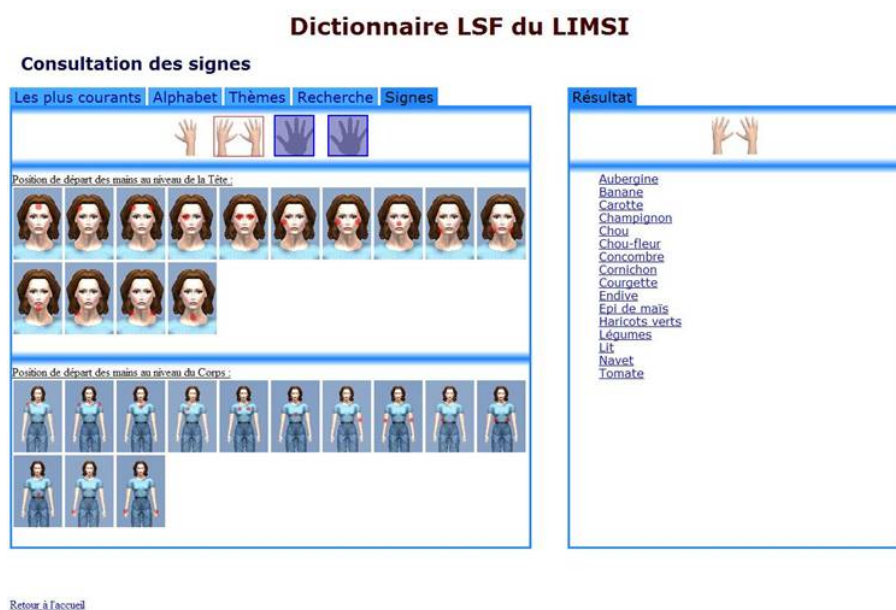 Dictionnaire LSF du LIMSI
Consultation des signes
Les plus courants Alphabet Thèmes Recherche Signes
Résultat
Position de départ des mains au niveau de la Tête :
Position de départ des mains au niveau du Corps :
Aubergine
Banane
Carotte
Champignon
Chou
Chou-fleur
Concombre
Cornichon
Courgette
Endive
Epi de maïs
Haricots verts
Légumes
Lit
Navet
Tomate
Retour à l'accueil